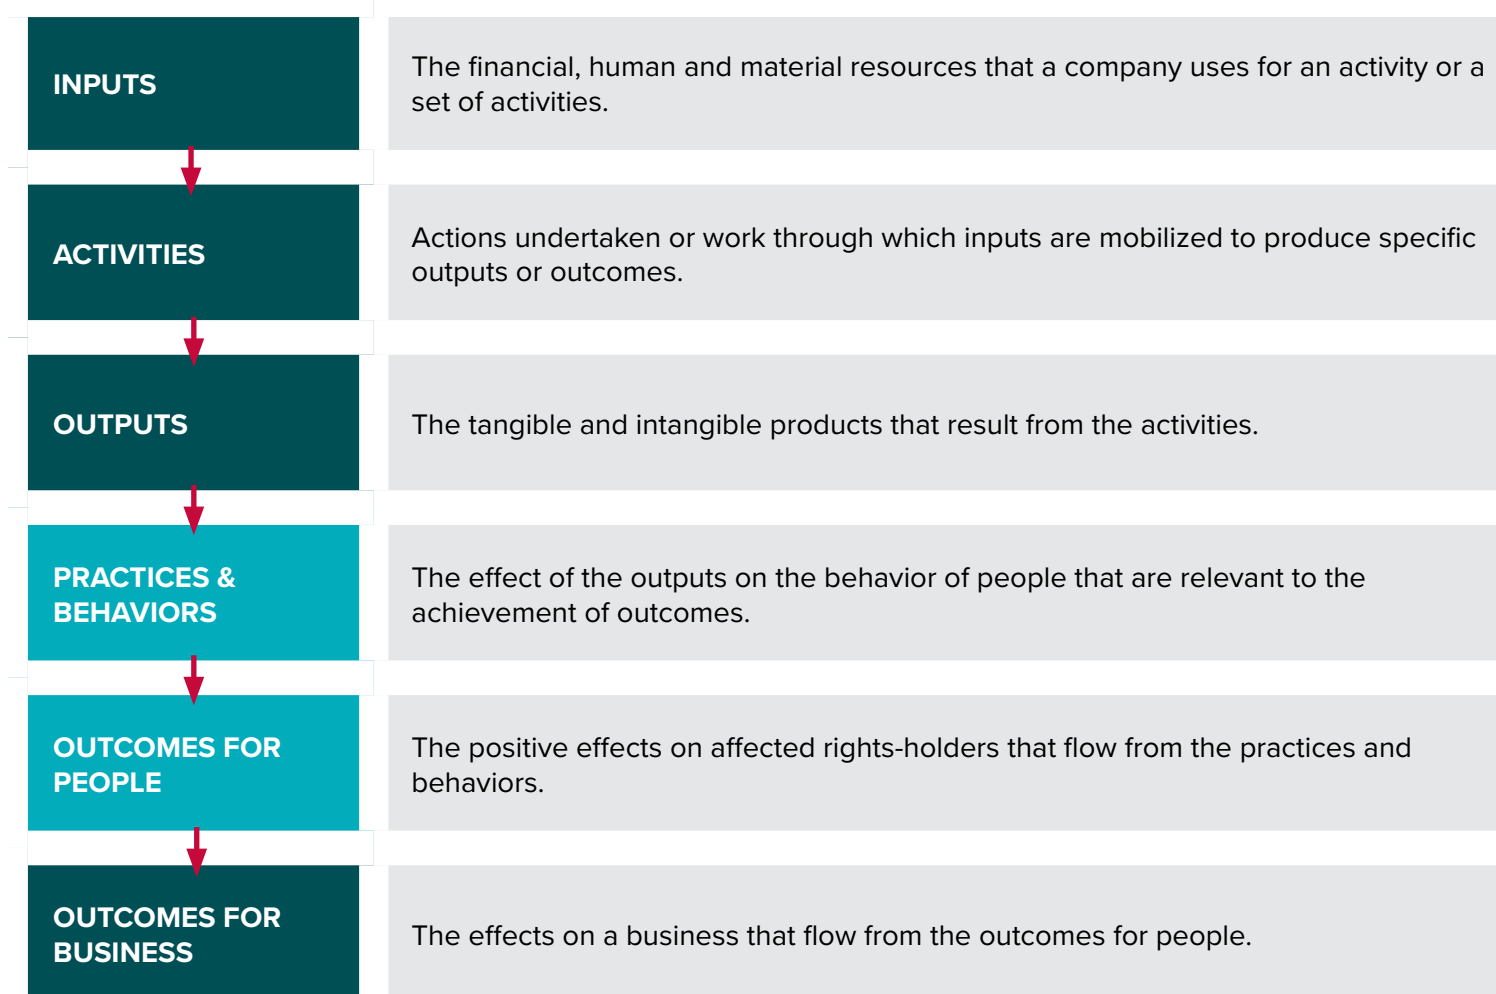 INPUTS
The financial, human and material resources that a company uses for an activity or a
set of activities.
ACTIVITIES
Actions undertaken or work through which inputs are mobilized to produce specific
outputs or outcomes.
OUTPUTS
The tangible and intangible products that result from the activities.
PRACTICES &
BEHAVIORS
The effect of the outputs on the behavior of people that are relevant to the
achievement of outcomes.
OUTCOMES FOR
PEOPLE
The positive effects on affected rights-holders that flow from the practices and
behaviors.
OUTCOMES FOR
BUSINESS
The effects on a business that flow from the outcomes for people.